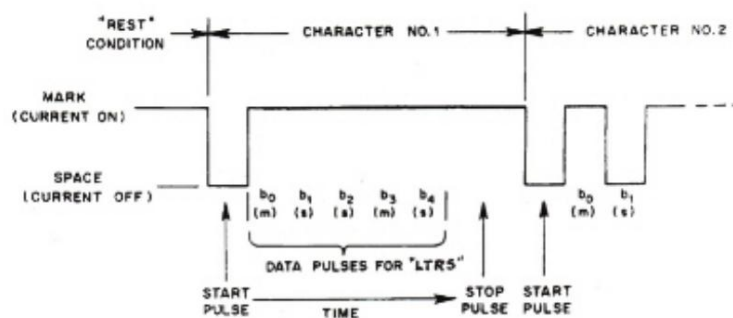 "REST"
CONDITION
CHARACTER NO.1
CHARACTER NO.2
MARK
(CURRENT ON)
SPACE
(CURRENT OFF)
b0 b1 b2 b3 b4
(m) (s) (s) (m) (s)
b0 b1
(m) (s)
DATA PULSES FOR "LTRS"
START
PULSE
TIME
STOP
PULSE
START
PULSE